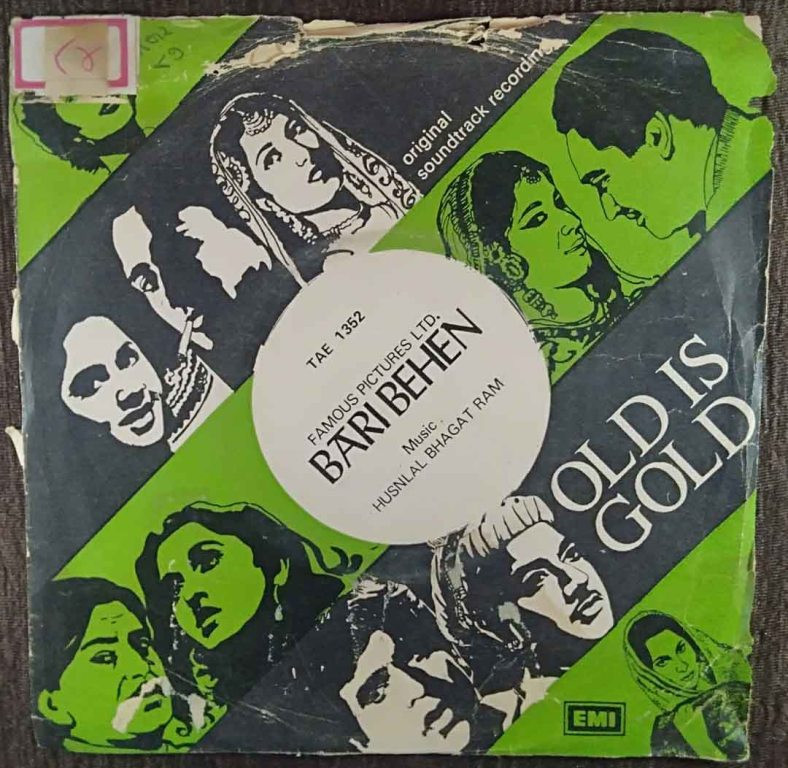 original
soundtrack recording
TAE 1352
FAMOUS PICTURES LTD.
BARI BEHEN
Music
HUSNLAL BHAGAT RAM
OLD IS
GOLD
EMI